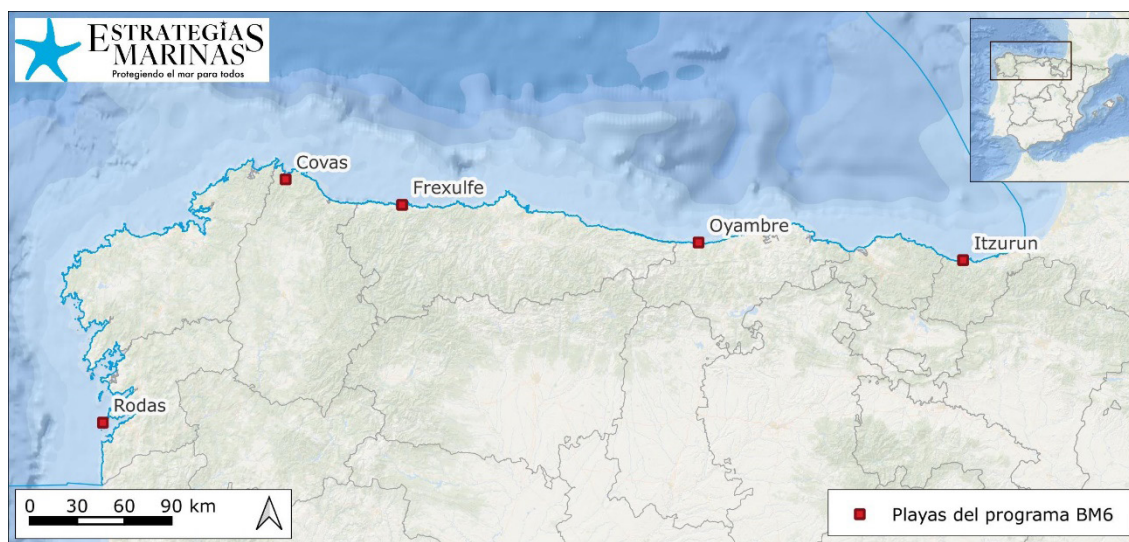 ESTRATEGIAS
MARINAS
Protegiendo el mar para todos
Covas
Frexulfe
Oyambre
Itzurun
Rodas
0 30 60 90 km
Playas del programa BM6